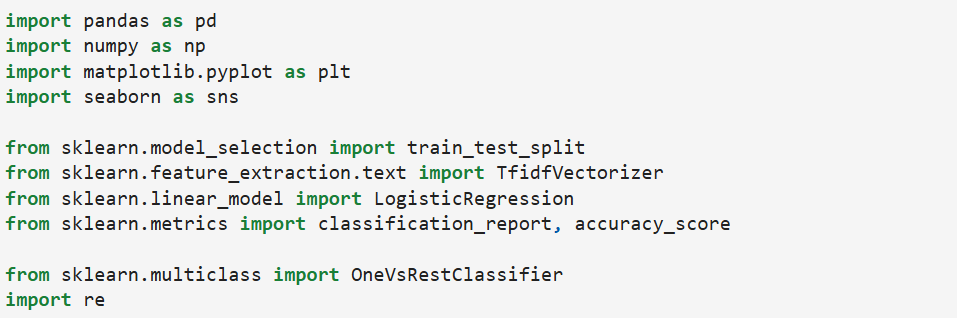 import pandas as pd
import numpy as np
import matplotlib.pyplot as plt
import seaborn as sns
from sklearn.model_selection import train_test_split
from sklearn.feature_extraction.text import TfidfVectorizer
from sklearn.linear_model import LogisticRegression
from sklearn.metrics import classification_report, accuracy_score
from sklearn.multiclass import OneVsRestClassifier
import re